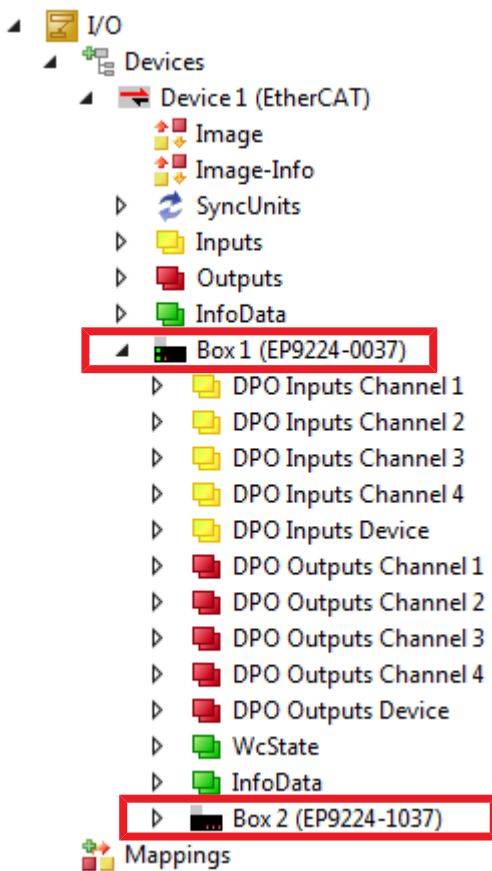 I/O
Devices
Device 1 (EtherCAT)
Image
Image-Info
SyncUnits
Inputs
Outputs
InfoData
Box 1 (EP9224-0037)
DPO Inputs Channel 1
DPO Inputs Channel 2
DPO Inputs Channel 3
DPO Inputs Channel 4
DPO Inputs Device
DPO Outputs Channel 1
DPO Outputs Channel 2
DPO Outputs Channel 3
DPO Outputs Channel 4
DPO Outputs Device
WcState
InfoData
Box 2 (EP9224-1037)
Mappings